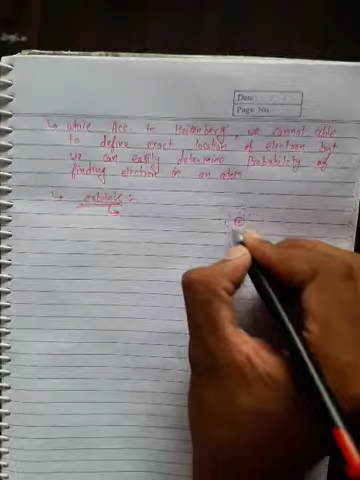 Date
Page No.
↳ while Acc. to Heisenberg, we cannot able
to define exact location of electron but
we can easily determine Probability of
finding electron in an atom.
↳ orbitals :-